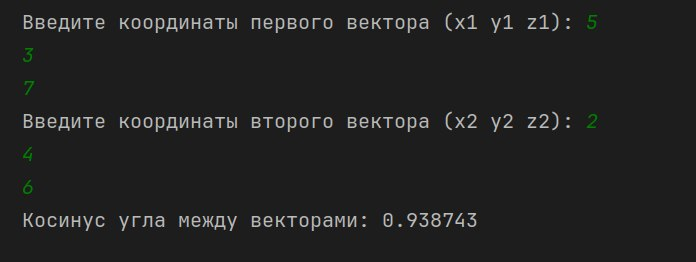 Введите координаты первого вектора (x1 y1 z1): 5
3
7
Введите координаты второго вектора (x2 y2 z2): 2
4
6
Косинус угла между векторами: 0.938743